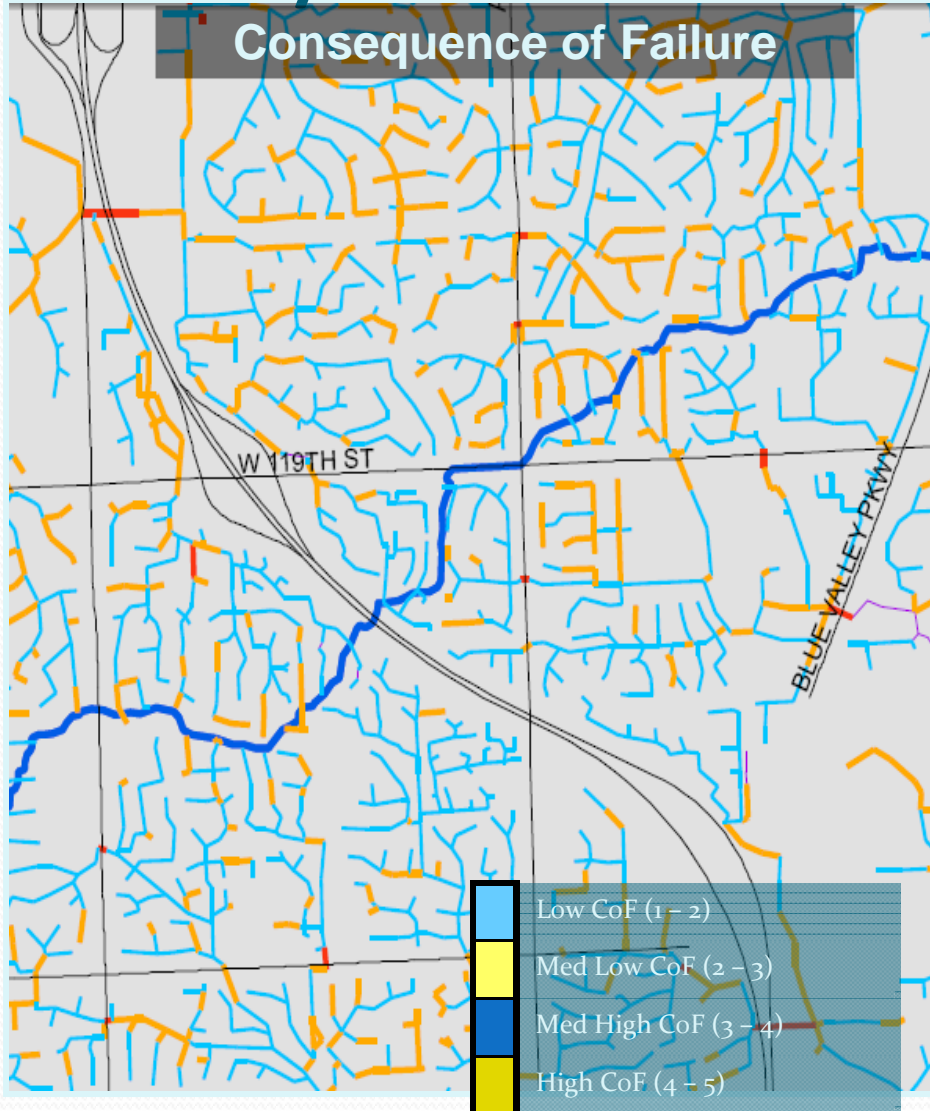 Consequence of Failure
W 119TH ST
BLUE VALLEY PKWY
Low CoF (1 – 2)
Med Low CoF (2 – 3)
Med High CoF (3 – 4)
High CoF (4 – 5)